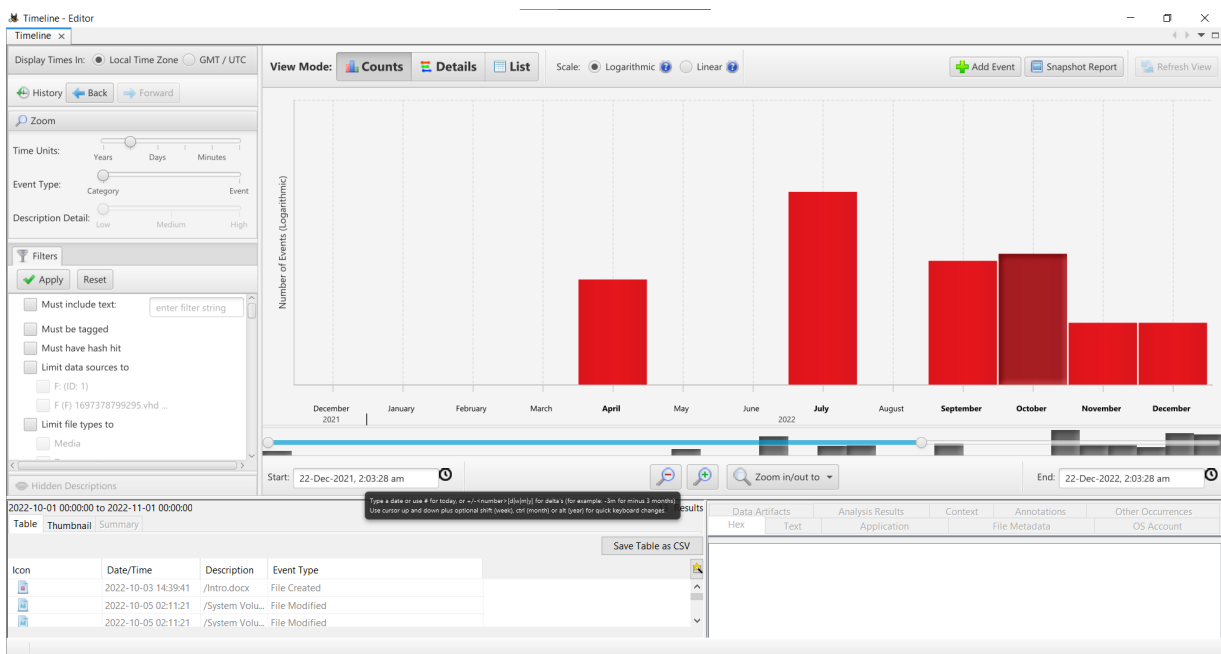 Timeline - Editor
Timeline ×
Display Times In: Local Time Zone GMT / UTC
History Back Forward
Zoom
Time Units:
Years Days Minutes
Event Type:
Category Event
Description Detail:
Low Medium High
Filters
Apply Reset
Must include text: enter filter string
Must be tagged
Must have hash hit
Limit data sources to
F: (ID: 1)
F (F) 1697378799295.vhd ...
Limit file types to
Media
Hidden Descriptions
View Mode: Counts Details List Scale: Logarithmic Linear
Add Event Snapshot Report Refresh View
Number of Events (Logarithmic)
December January February March April May June July August September October November December
2021 2022
Start: 22-Dec-2021, 2:03:28 am
Zoom in/out to
End: 22-Dec-2022, 2:03:28 am
Type a date or use # for today, or +/-<number>[d|w|m|y] for delta's (for example: -3m for minus 3 months)
Use cursor up and down plus optional shift (week), ctrl (month) or alt (year) for quick keyboard changes.
2022-10-01 00:00:00 to 2022-11-01 00:00:00 Results
Table Thumbnail Summary
Save Table as CSV
Icon Date/Time Description Event Type
2022-10-03 14:39:41 /Intro.docx File Created
2022-10-05 02:11:21 /System Volu... File Modified
2022-10-05 02:11:21 /System Volu... File Modified
Data Artifacts Analysis Results Context Annotations Other Occurrences
Hex Text Application File Metadata OS Account